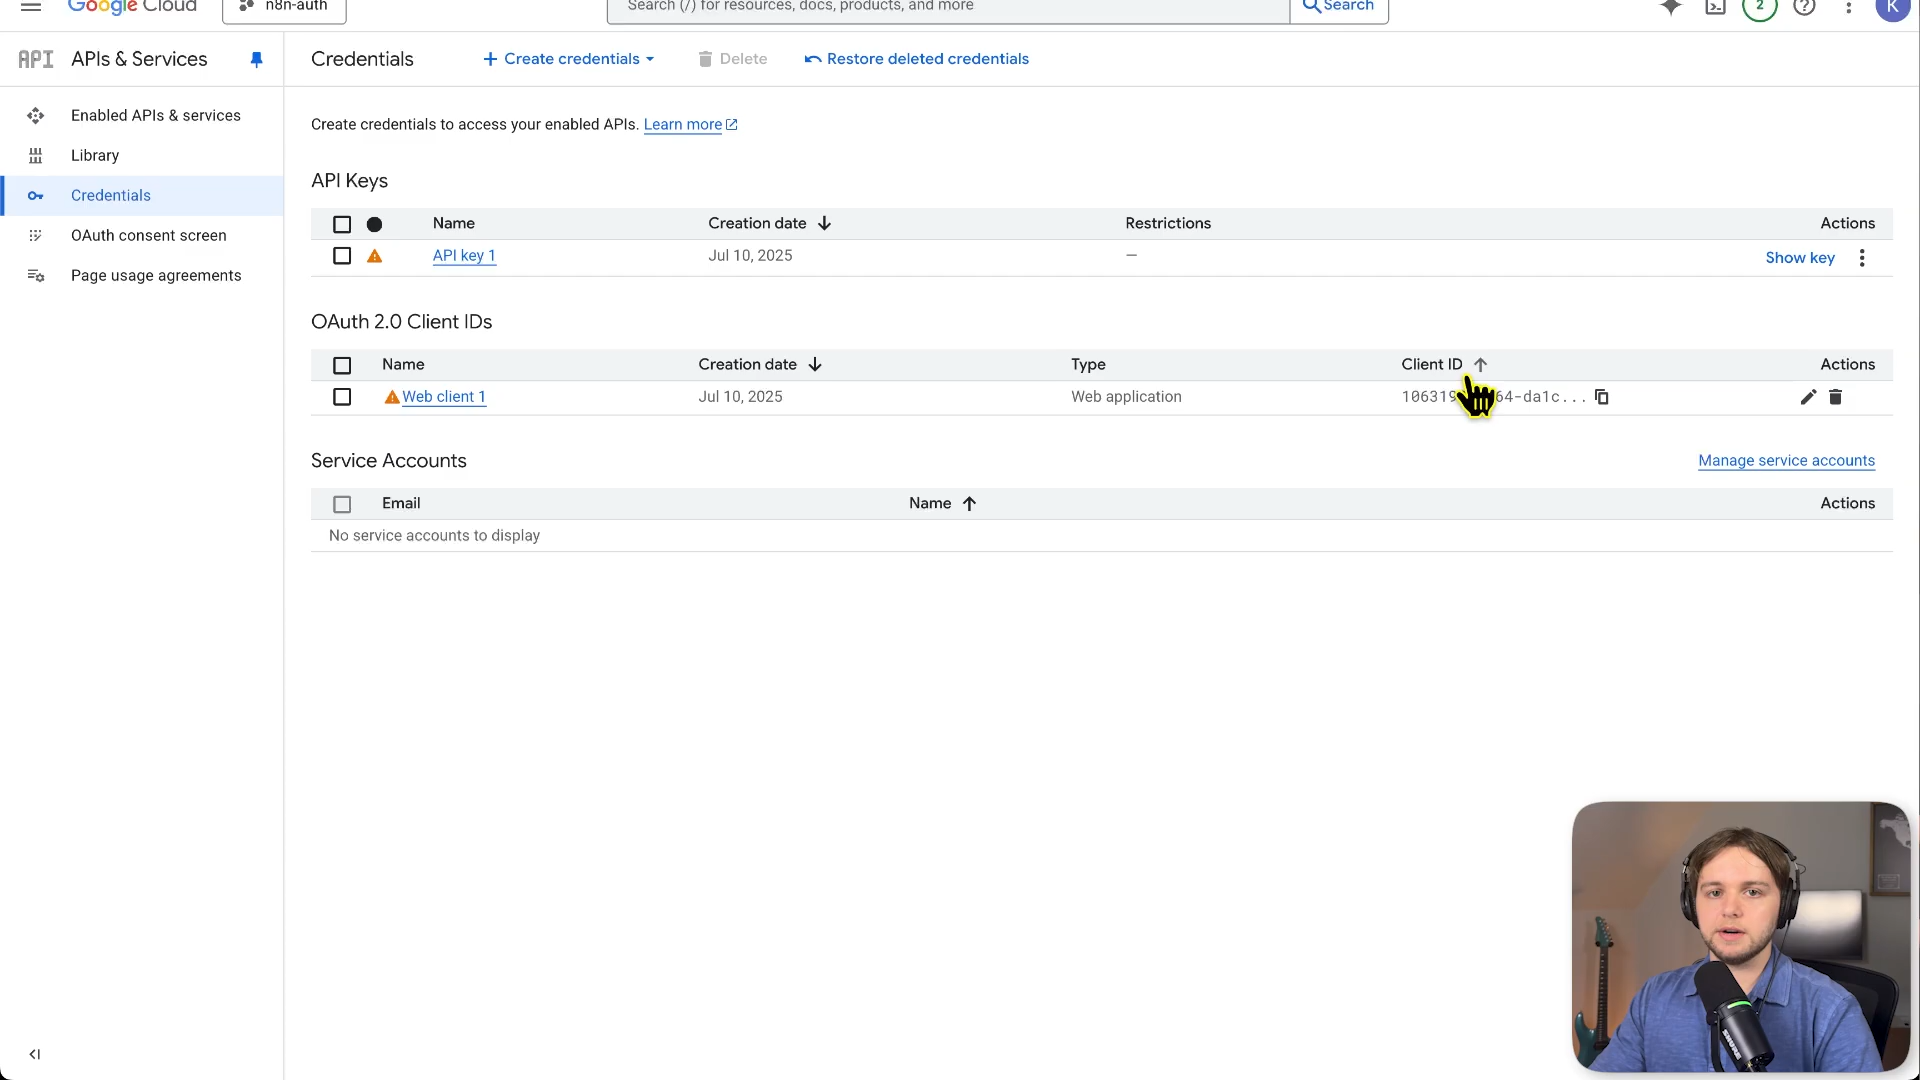 Google Cloud
n8n-auth
Search (/) for resources, docs, products, and more
Search
2
K
API APIs & Services
Credentials
Create credentials
Delete
Restore deleted credentials
Enabled APIs & services
Library
Credentials
OAuth consent screen
Page usage agreements
Create credentials to access your enabled APIs. Learn more
API Keys
Name Creation date Restrictions Actions
API key 1 Jul 10, 2025 — Show key
OAuth 2.0 Client IDs
Name Creation date Type Client ID Actions
Web client 1 Jul 10, 2025 Web application
Service Accounts
Manage service accounts
Email Name Actions
No service accounts to display
SHURE